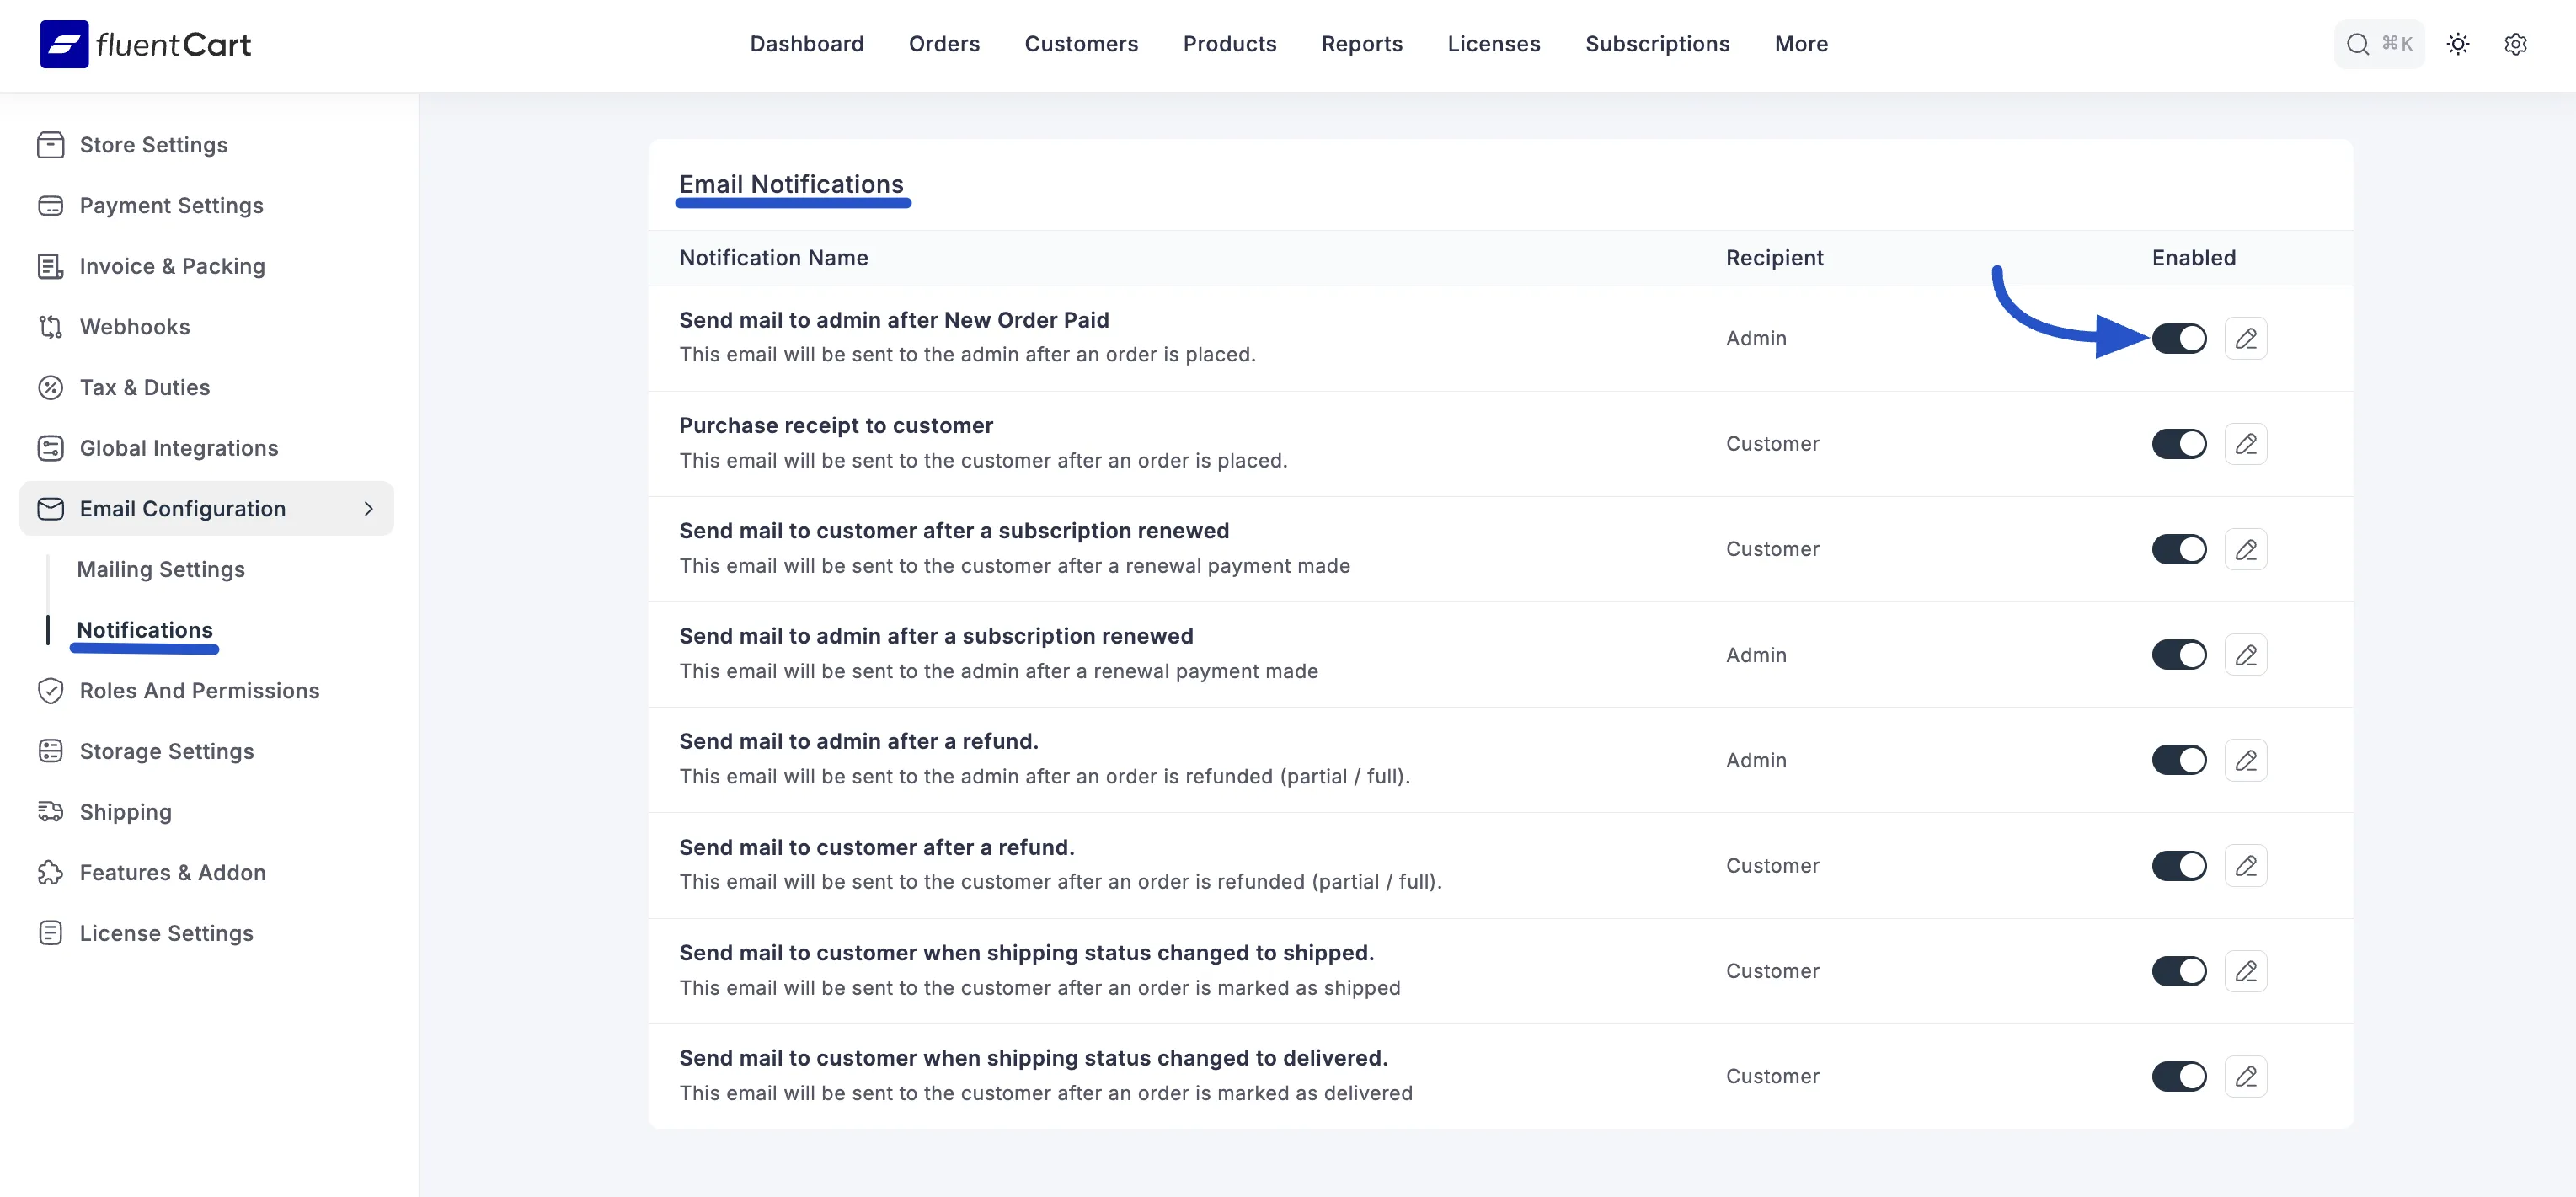 fluentCart
Dashboard Orders Customers Products Reports Licenses Subscriptions More
⌘K
Store Settings
Payment Settings
Invoice & Packing
Webhooks
Tax & Duties
Global Integrations
Email Configuration
Mailing Settings
Notifications
Roles And Permissions
Storage Settings
Shipping
Features & Addon
License Settings
Email Notifications
Notification Name Recipient Enabled
Send mail to admin after New Order Paid
This email will be sent to the admin after an order is placed.
Admin
Purchase receipt to customer
This email will be sent to the customer after an order is placed.
Customer
Send mail to customer after a subscription renewed
This email will be sent to the customer after a renewal payment made
Customer
Send mail to admin after a subscription renewed
This email will be sent to the admin after a renewal payment made
Admin
Send mail to admin after a refund.
This email will be sent to the admin after an order is refunded (partial / full).
Admin
Send mail to customer after a refund.
This email will be sent to the customer after an order is refunded (partial / full).
Customer
Send mail to customer when shipping status changed to shipped.
This email will be sent to the customer after an order is marked as shipped
Customer
Send mail to customer when shipping status changed to delivered.
This email will be sent to the customer after an order is marked as delivered
Customer